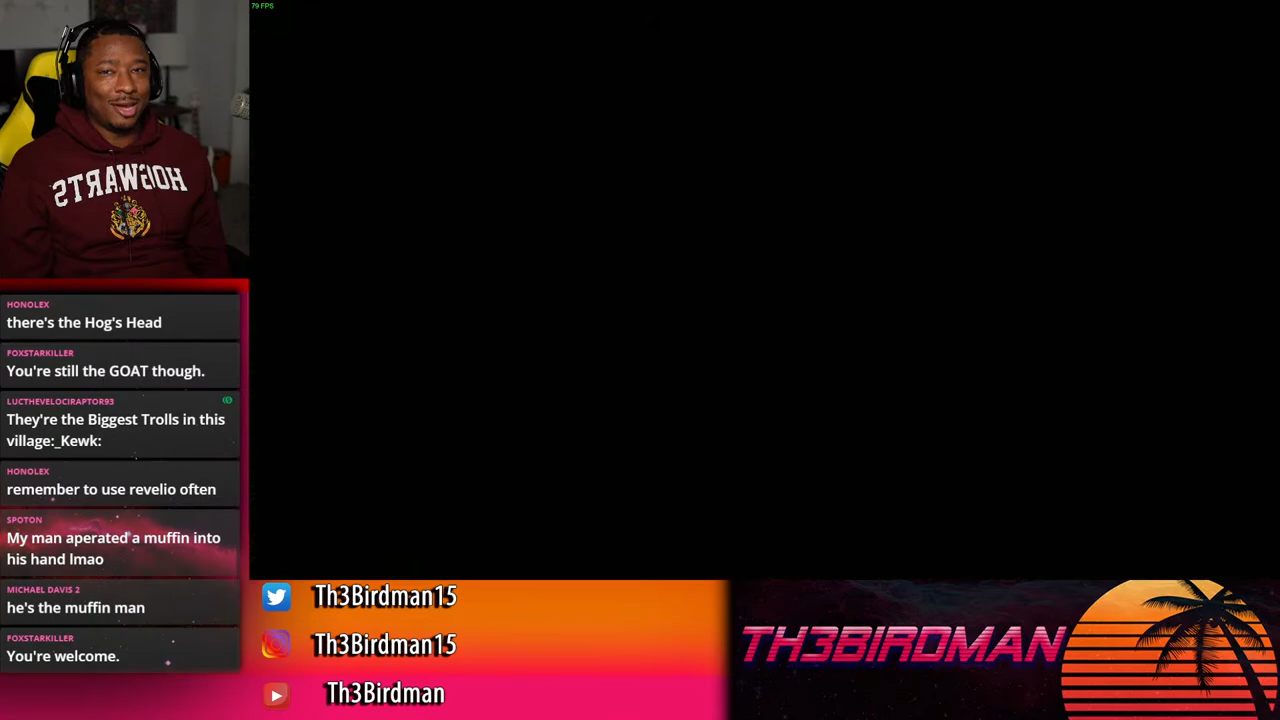 79 FPS
HOGWARTS
HONOLEX
there's the Hog's Head
FOXSTARKILLER
You're still the GOAT though.
LUCTHEVELOCIRAPTOR93
They're the Biggest Trolls in this
village:_Kewk:
HONOLEX
remember to use revelio often
SPOTON
My man aperated a muffin into
his hand lmao
MICHAEL DAVIS 2
he's the muffin man
FOXSTARKILLER
You're welcome.
Th3Birdman15
Th3Birdman15
Th3Birdman
TH3BIRDMAN